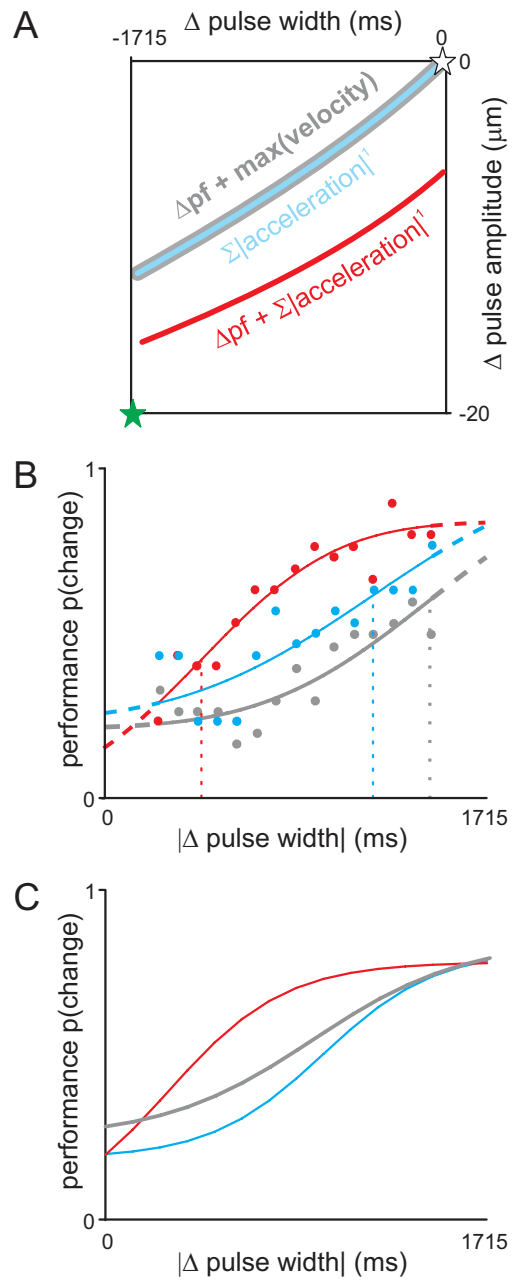 A
Δ pulse width (ms)
-1715
0
0
Δpf + max(velocity)
Σ|acceleration|¹
Δpf + Σ|acceleration|¹
Δ pulse amplitude (μm)
-20
B
1
performance p(change)
0
0
1715
|Δ pulse width| (ms)
C
1
performance p(change)
0
0
1715
|Δ pulse width| (ms)